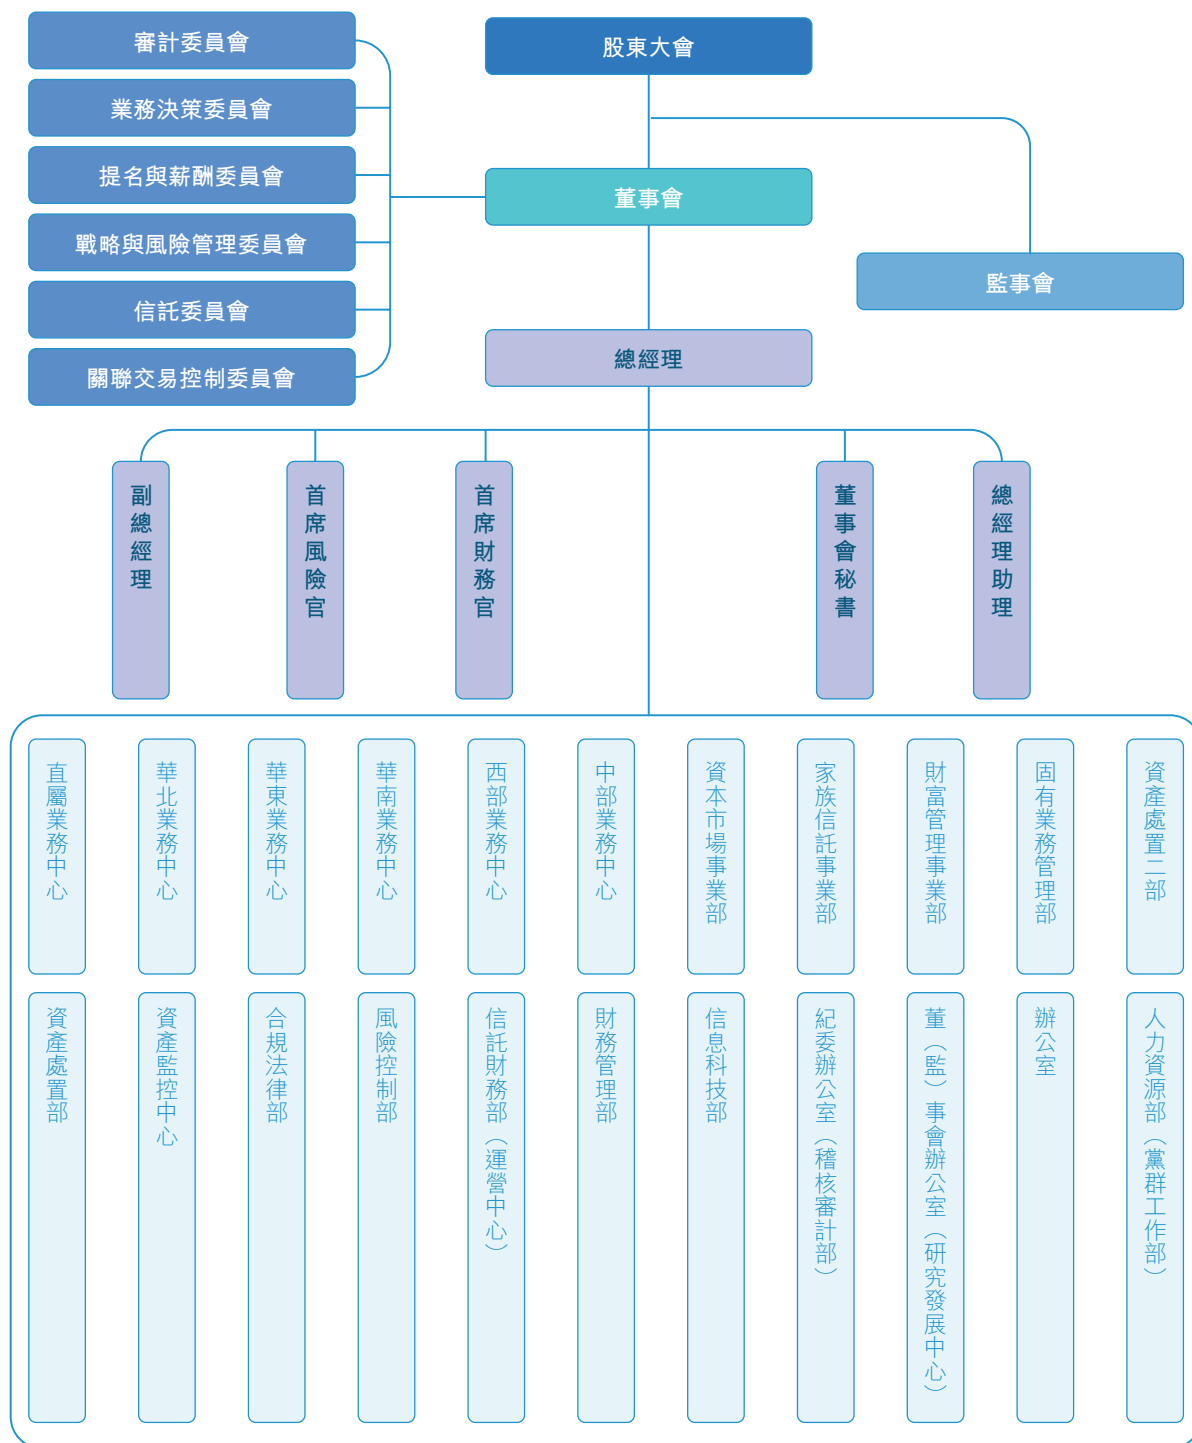 股東大會
審計委員會
業務決策委員會
提名與薪酬委員會
戰略與風險管理委員會
信託委員會
關聯交易控制委員會
董事會
監事會
總經理
副總經理
首席風險官
首席財務官
董事會秘書
總經理助理
直屬業務中心
華北業務中心
華東業務中心
華南業務中心
西部業務中心
中部業務中心
資本市場事業部
家族信託事業部
財富管理事業部
固有業務管理部
資產處置二部
資產處置部
資產監控中心
合規法律部
風險控制部
信託財務部（運營中心）
財務管理部
信息科技部
紀委辦公室（稽核審計部）
董（監）事會辦公室（研究發展中心）
辦公室
人力資源部（黨群工作部）